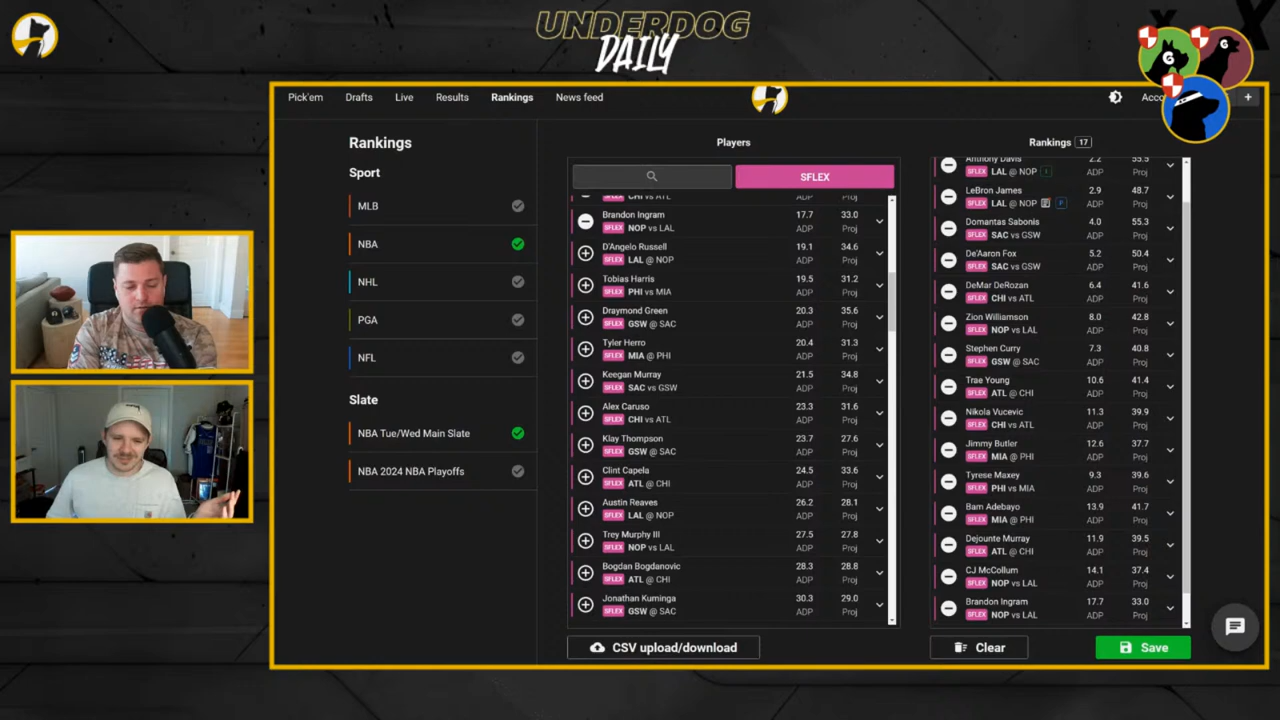 UNDERDOG
DAILY
Pick'em Drafts Live Results Rankings News feed
Acco
+
G
G
Rankings
Sport
MLB
NBA
NHL
PGA
NFL
Slate
NBA Tue/Wed Main Slate
NBA 2024 NBA Playoffs
Players
SFLEX
SFLEX CHI vs ATL ADP Proj
Brandon Ingram 17.7 33.0
SFLEX NOP vs LAL ADP Proj
D'Angelo Russell 19.1 34.6
SFLEX LAL @ NOP ADP Proj
Tobias Harris 19.5 31.2
SFLEX PHI vs MIA ADP Proj
Draymond Green 20.3 35.6
SFLEX GSW @ SAC ADP Proj
Tyler Herro 20.4 31.3
SFLEX MIA @ PHI ADP Proj
Keegan Murray 21.5 34.8
SFLEX SAC vs GSW ADP Proj
Alex Caruso 23.3 31.6
SFLEX CHI vs ATL ADP Proj
Klay Thompson 23.7 27.6
SFLEX GSW @ SAC ADP Proj
Clint Capela 24.5 33.6
SFLEX ATL @ CHI ADP Proj
Austin Reaves 26.2 28.1
SFLEX LAL @ NOP ADP Proj
Trey Murphy III 27.5 27.8
SFLEX NOP vs LAL ADP Proj
Bogdan Bogdanovic 28.3 28.8
SFLEX ATL @ CHI ADP Proj
Jonathan Kuminga 30.3 29.0
SFLEX GSW @ SAC ADP Proj
CSV upload/download
Rankings 17
Anthony Davis 2.2 55.5
SFLEX LAL @ NOP I ADP Proj
LeBron James 2.9 48.7
SFLEX LAL @ NOP P ADP Proj
Domantas Sabonis 4.0 55.3
SFLEX SAC vs GSW ADP Proj
De'Aaron Fox 5.2 50.4
SFLEX SAC vs GSW ADP Proj
DeMar DeRozan 6.4 41.6
SFLEX CHI vs ATL ADP Proj
Zion Williamson 8.0 42.8
SFLEX NOP vs LAL ADP Proj
Stephen Curry 7.3 40.8
SFLEX GSW @ SAC ADP Proj
Trae Young 10.6 41.4
SFLEX ATL @ CHI ADP Proj
Nikola Vucevic 11.3 39.9
SFLEX CHI vs ATL ADP Proj
Jimmy Butler 12.6 37.7
SFLEX MIA @ PHI ADP Proj
Tyrese Maxey 9.3 39.6
SFLEX PHI vs MIA ADP Proj
Bam Adebayo 13.9 41.7
SFLEX MIA @ PHI ADP Proj
Dejounte Murray 11.9 39.5
SFLEX ATL @ CHI ADP Proj
CJ McCollum 14.1 37.4
SFLEX NOP vs LAL ADP Proj
Brandon Ingram 17.7 33.0
SFLEX NOP vs LAL ADP Proj
Clear
Save